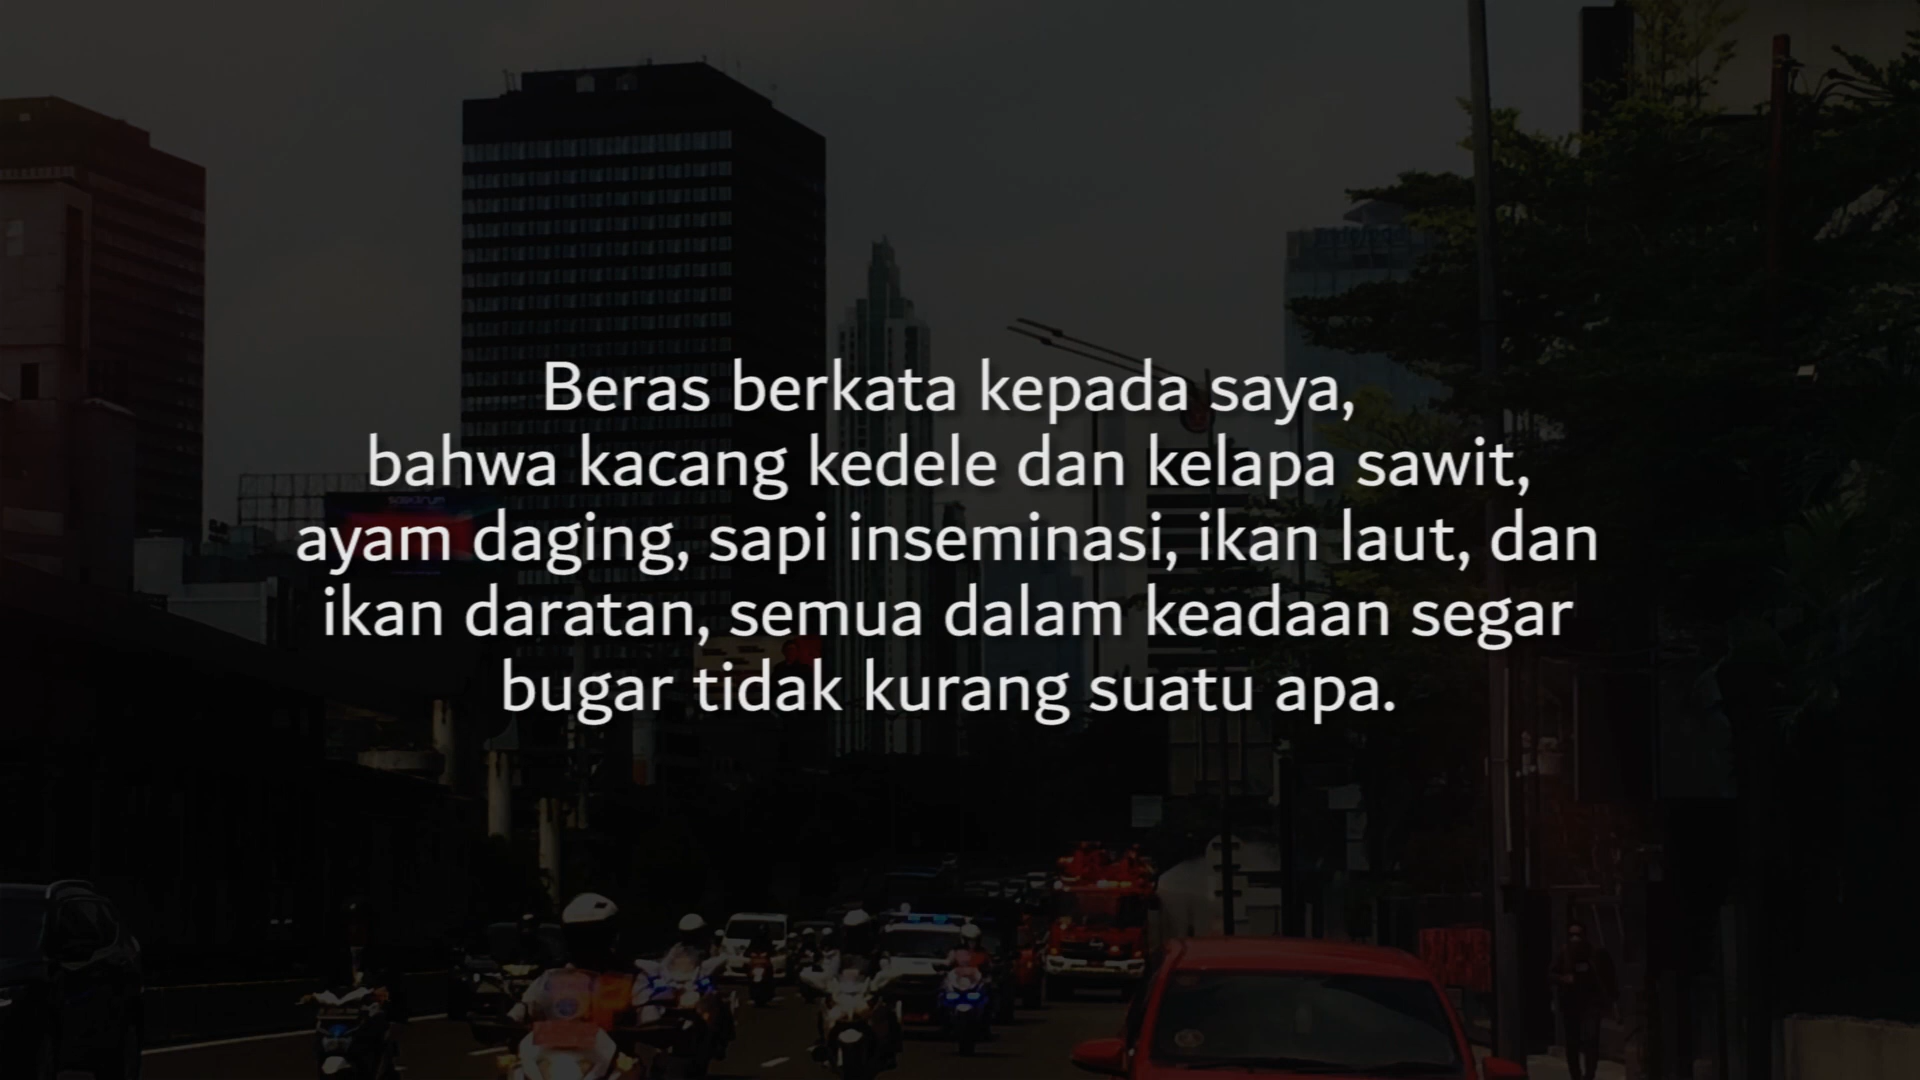 Beras berkata kepada saya,
bahwa kacang kedele dan kelapa sawit,
ayam daging, sapi inseminasi, ikan laut, dan
ikan daratan, semua dalam keadaan segar
bugar tidak kurang suatu apa.
spektrum